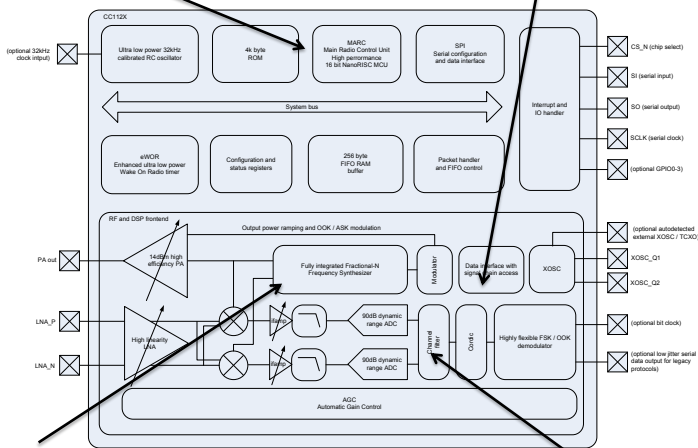 CC112X
(optional 32kHz
clock intput)
Ultra low power 32kHz
calibrated RC oscillator
4k byte
ROM
MARC
Main Radio Control Unit
High perrormance
16 bit NanoRISC MCU
SPI
Serial configuration
and data interface
Interrupt and
IO handler
CS_N (chip select)
SI (serial input)
SO (serial output)
SCLK (serial clock)
(optional GPIO0-3)
System bus
eWOR
Enhanced ultra low power
Wake On Radio timer
Configuration and
status registers
256 byte
FIFO RAM
buffer
Packet handler
and FIFO control
RF and DSP frontend
Output power ramping and OOK / ASK modulation
PA out
14dBm high
efficiency PA
Fully integrated Fractional-N
Frequency Synthesizer
Modulator
Data interface with
signal chain access
XOSC
(optional autodetected
external XOSC / TCXO)
XOSC_Q1
XOSC_Q2
LNA_P
LNA_N
High linearity
LNA
ifamp
90dB dynamic
range ADC
ifamp
90dB dynamic
range ADC
Channel
filter
Cordic
Highly flexible FSK / OOK
demodulator
(optional bit clock)
(optional low jitter serial
data output for legacy
protocols)
AGC
Automatic Gain Control